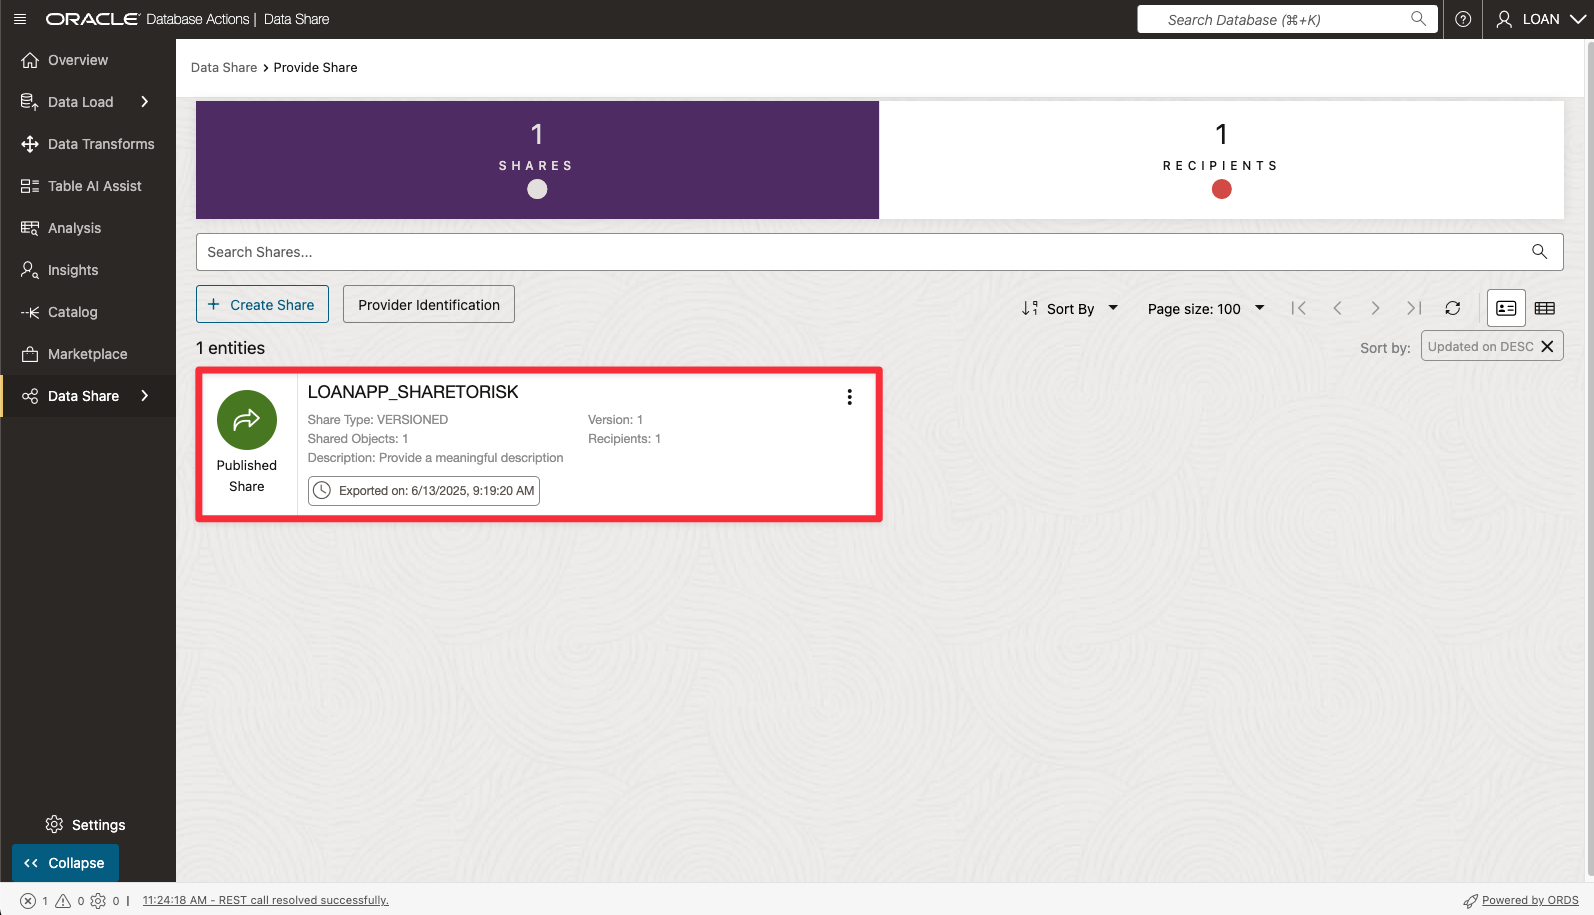 ORACLE Database Actions | Data Share
Search Database (⌘+K)
LOAN
Overview
Data Load
Data Transforms
Table AI Assist
Analysis
Insights
Catalog
Marketplace
Data Share
Settings
Collapse
Data Share > Provide Share
1
SHARES
1
RECIPIENTS
Search Shares...
+ Create Share
Provider Identification
Sort By
Page size: 100
1 entities
Sort by: Updated on DESC
LOANAPP_SHARETORISK
Share Type: VERSIONED
Version: 1
Shared Objects: 1
Recipients: 1
Description: Provide a meaningful description
Published
Share
Exported on: 6/13/2025, 9:19:20 AM
1 0 0 | 11:24:18 AM - REST call resolved successfully.
Powered by ORDS